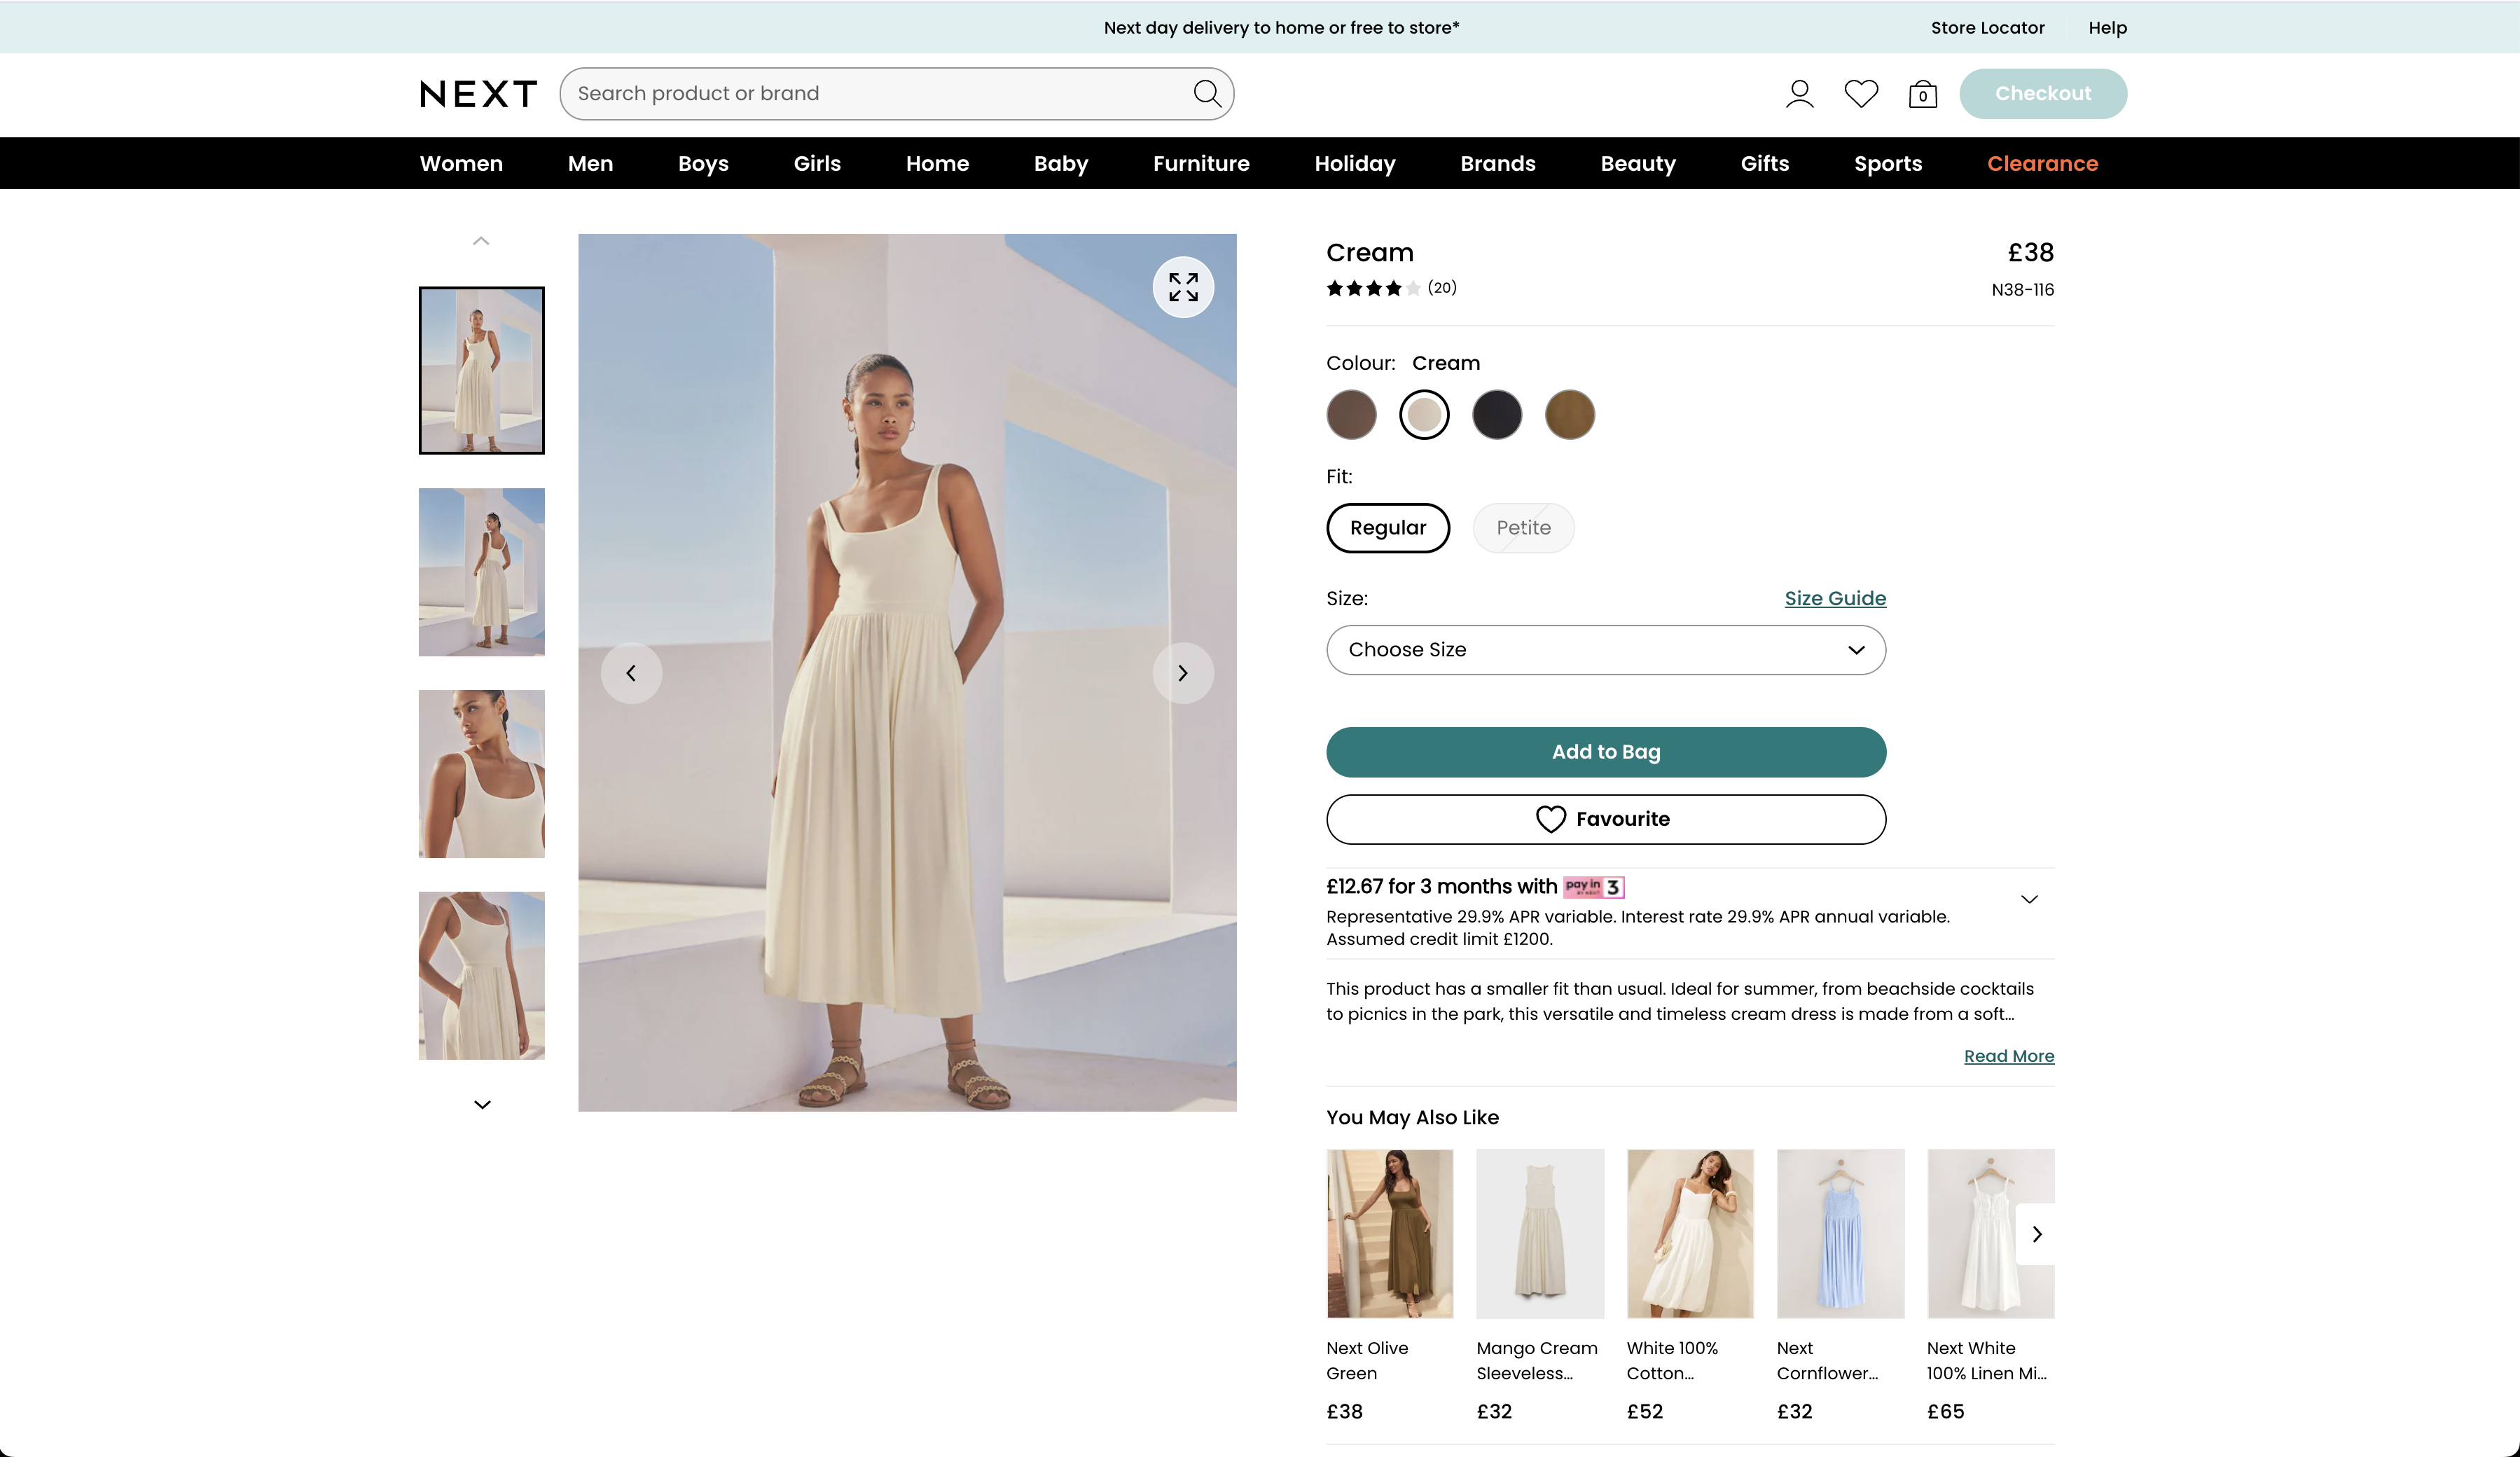 Next day delivery to home or free to store*
Store Locator
Help
NEXT
Search product or brand
0
Checkout
Women
Men
Boys
Girls
Home
Baby
Furniture
Holiday
Brands
Beauty
Gifts
Sports
Clearance
Cream
£38
(20)
N38-116
Colour: Cream
Fit:
Regular
Petite
Size:
Size Guide
Choose Size
Add to Bag
Favourite
£12.67 for 3 months with pay in 3
Representative 29.9% APR variable. Interest rate 29.9% APR annual variable.
Assumed credit limit £1200.
This product has a smaller fit than usual. Ideal for summer, from beachside cocktails
to picnics in the park, this versatile and timeless cream dress is made from a soft...
Read More
You May Also Like
Next Olive
Green
£38
Mango Cream
Sleeveless...
£32
White 100%
Cotton...
£52
Next
Cornflower...
£32
Next White
100% Linen Mi...
£65